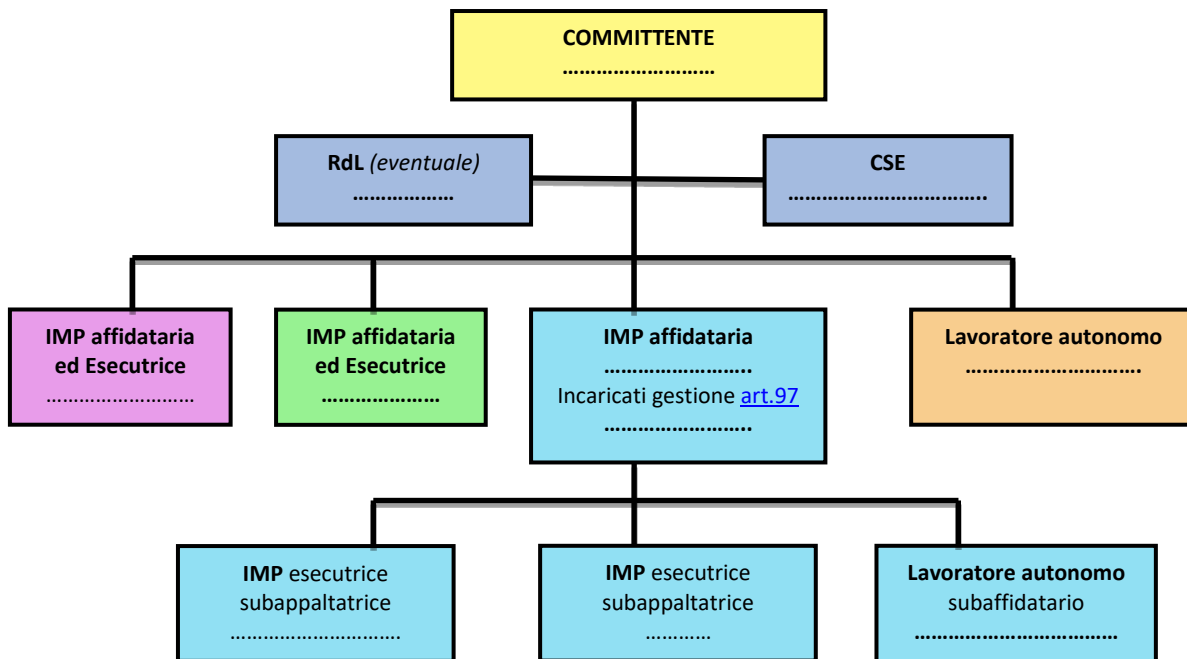 COMMITTENTE
………………………
RdL (eventuale)
………………
CSE
……………………………..
IMP affidataria
ed Esecutrice
………………………
IMP affidataria
ed Esecutrice
…………………
IMP affidataria
……………………..
Incaricati gestione art.97
……………………..
Lavoratore autonomo
………………………….
IMP esecutrice
subappaltatrice
………………………….
IMP esecutrice
subappaltatrice
…………
Lavoratore autonomo
subaffidatario
…………………………………